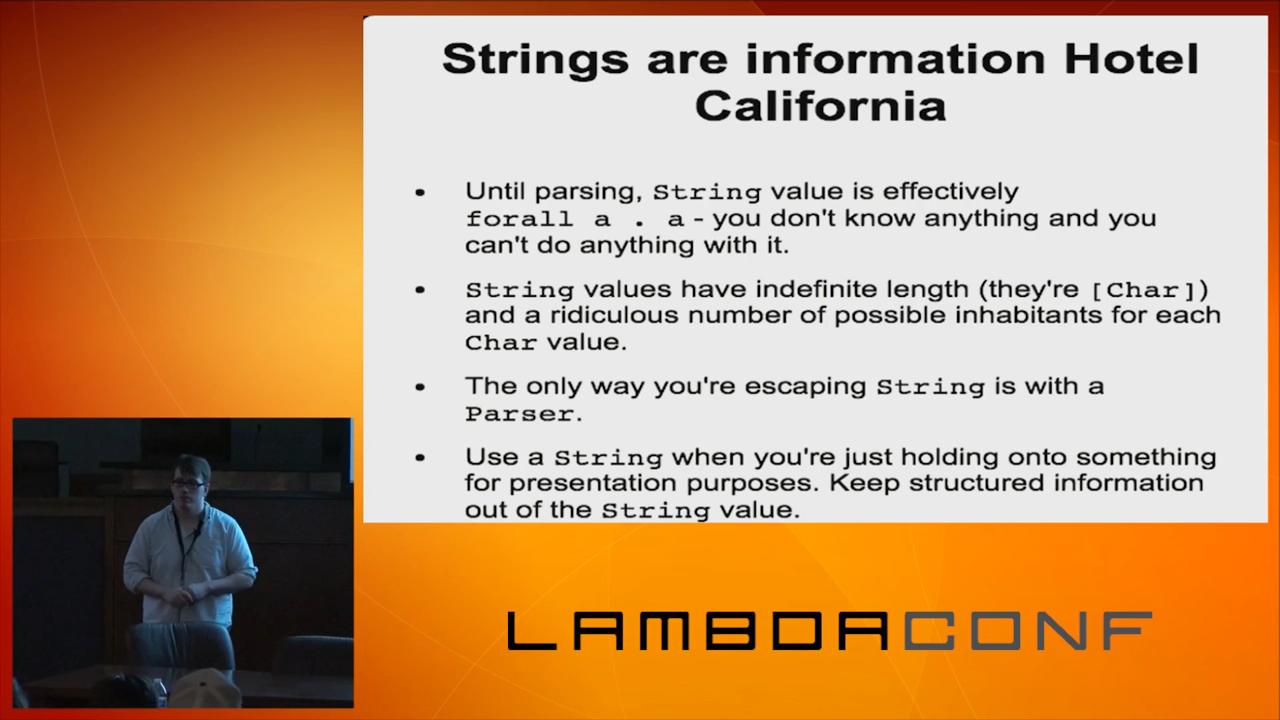 Strings are information Hotel
California
• Until parsing, String value is effectively
forall a . a - you don't know anything and you
can't do anything with it.
• String values have indefinite length (they're [Char])
and a ridiculous number of possible inhabitants for each
Char value.
• The only way you're escaping String is with a
Parser.
• Use a String when you're just holding onto something
for presentation purposes. Keep structured information
out of the String value.
LAMBDACONF